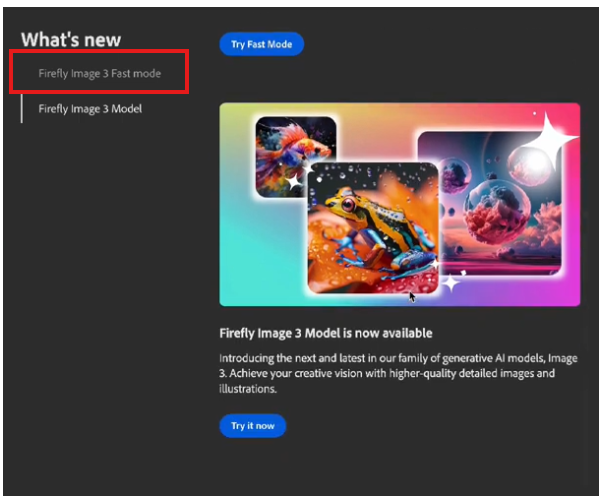 What's new
Firefly Image 3 Fast mode
Firefly Image 3 Model
Try Fast Mode
Firefly Image 3 Model is now available
Introducing the next and latest in our family of generative AI models, Image
3. Achieve your creative vision with higher-quality detailed images and
illustrations.
Try it now